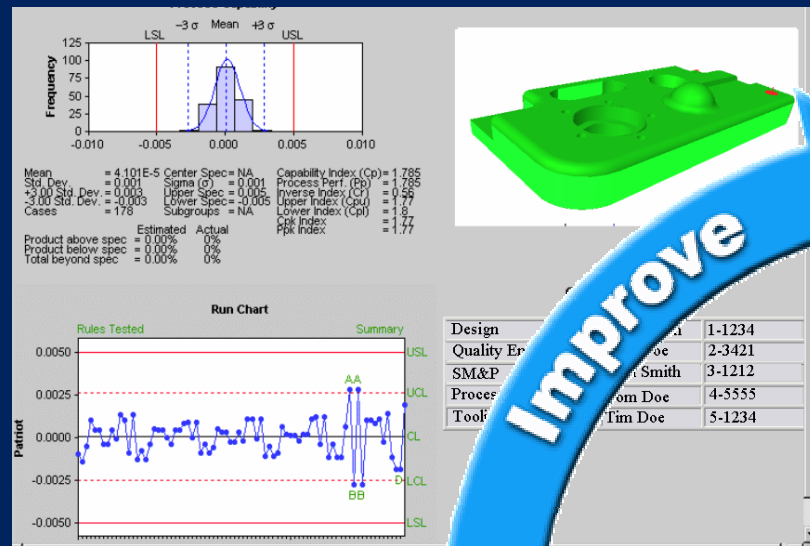 Process Capability
−3 σ Mean +3 σ
LSL USL
Frequency
125
100
75
50
25
0
-0.010 -0.005 0.000 0.005 0.010
Mean = 4.101E-5 Center Spec= NA Capability Index (Cp)= 1.785
Std. Dev. = 0.001 Sigma (σ) = 0.001 Process Perf. (Pp) = 1.785
+3.00 Std. Dev. = 0.003 Upper Spec = 0.005 Inverse Index (Cr) = 0.56
-3.00 Std. Dev. = -0.003 Lower Spec = -0.005 Upper Index (Cpu) = 1.77
Cases = 178 Subgroups = NA Lower Index (Cpl) = 1.8
Cpk Index = 1.77
Estimated Actual Ppk Index = 1.77
Product above spec = 0.00% 0%
Product below spec = 0.00% 0%
Total beyond spec = 0.00% 0%
Run Chart
Rules Tested Summary
Patriot
0.0050 USL
AA
0.0025 UCL
0.0000 CL
D
-0.0025 LCL
BB
-0.0050 LSL
Improve
Design 1-1234
Quality 2-3421
SM&P Smith 3-1212
Doe 4-5555
Tim Doe 5-1234